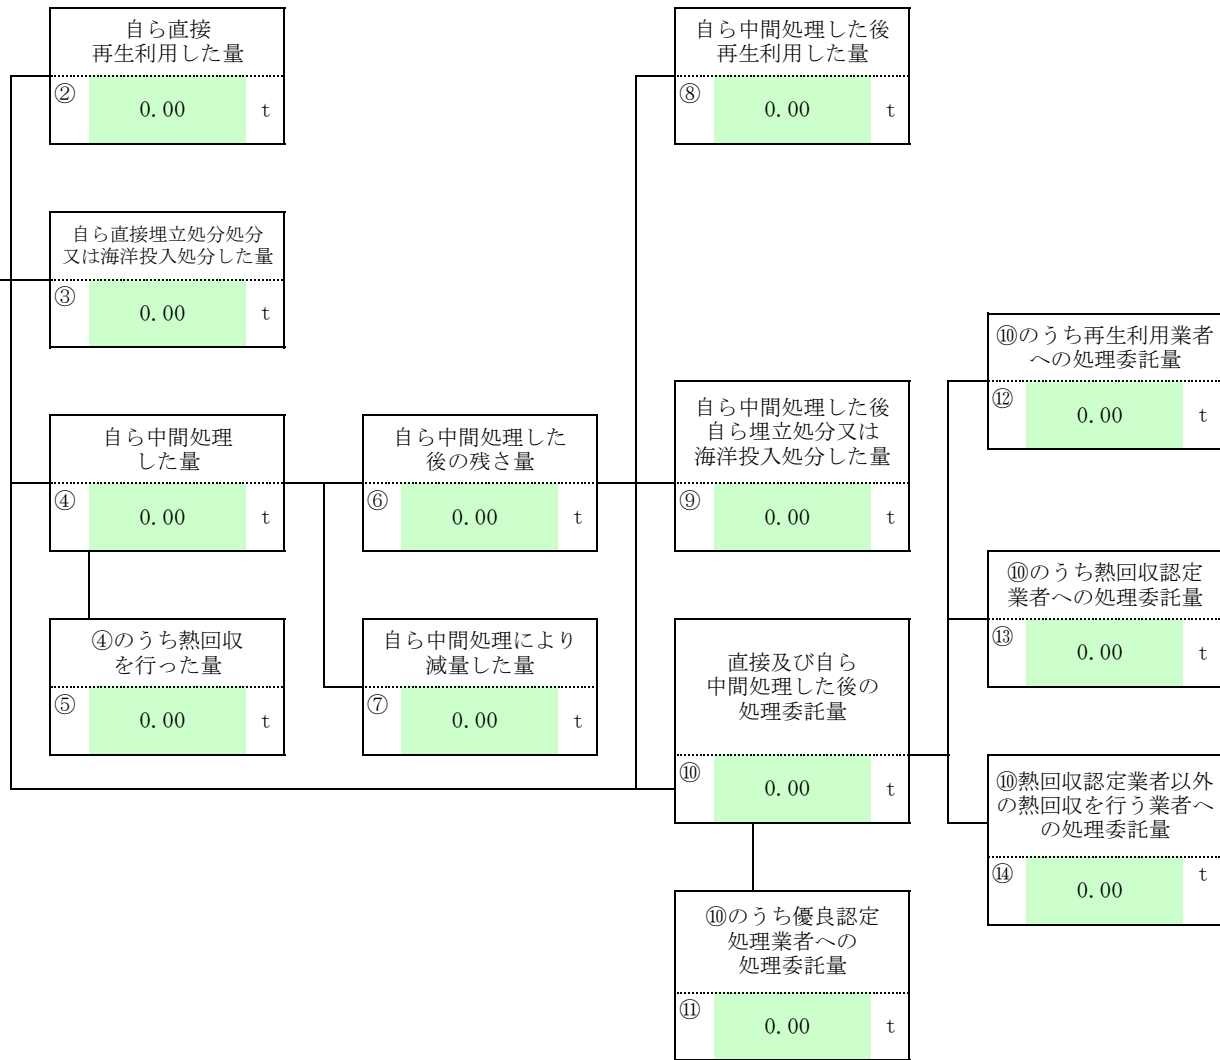 自ら直接
再生利用した量
② 0.00 t
自ら中間処理した後
再生利用した量
⑧ 0.00 t
自ら直接埋立処分処分
又は海洋投入処分した量
③ 0.00 t
⑩のうち再生利用業者
への処理委託量
⑫ 0.00 t
自ら中間処理
した量
④ 0.00 t
自ら中間処理した
後の残さ量
⑥ 0.00 t
自ら中間処理した後
自ら埋立処分又は
海洋投入処分した量
⑨ 0.00 t
⑩のうち熱回収認定
業者への処理委託量
⑬ 0.00 t
④のうち熱回収
を行った量
⑤ 0.00 t
自ら中間処理により
減量した量
⑦ 0.00 t
直接及び自ら
中間処理した後の
処理委託量
⑩ 0.00 t
⑩熱回収認定業者以外
の熱回収を行う業者へ
の処理委託量
⑭ 0.00 t
⑩のうち優良認定
処理業者への
処理委託量
⑪ 0.00 t